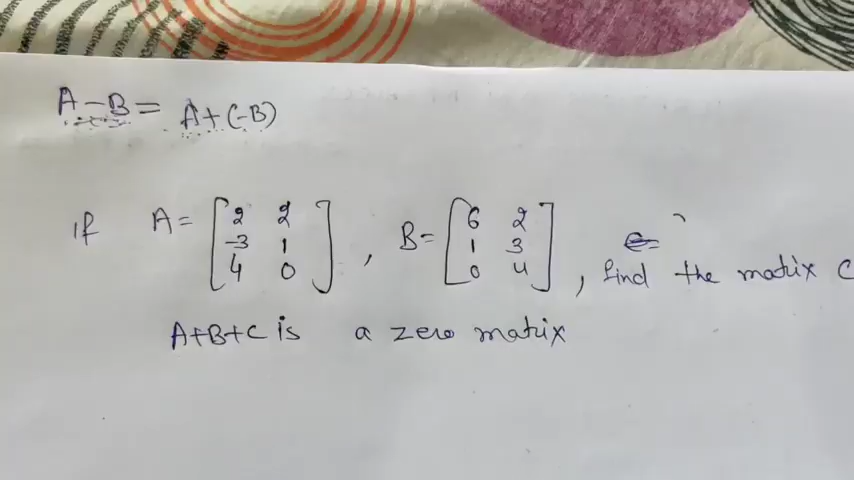 A-B= A+(-B)
If A= [2 2 -3 1 4 0], B= [6 2 1 3 0 4], find the matrix C
A+B+C is a zero matrix